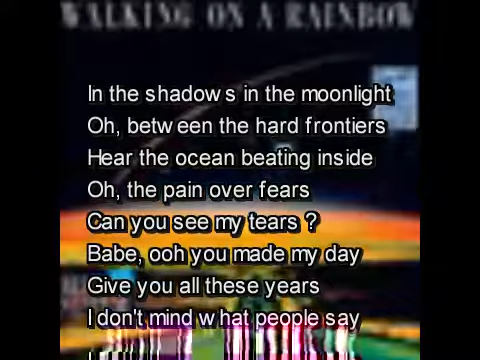 WALKING ON A RAINBOW
In the shadows in the moonlight
Oh, between the hard frontiers
Hear the ocean beating inside
Oh, the pain over fears
Can you see my tears ?
Babe, ooh you made my day
Give you all these years
I don't mind what people say